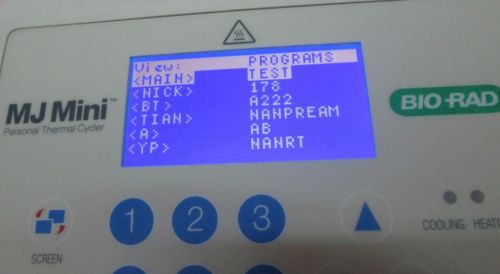 View: PROGRAMS
<MAIN> TEST
<NICK> 178
<BT> A222
<TIAN> NANPREAM
<A> AB
<YP> NANRT
MJ Mini™
Personal Thermal Cycler
BIO-RAD
1 2 3
SCREEN
COOLING HEATI